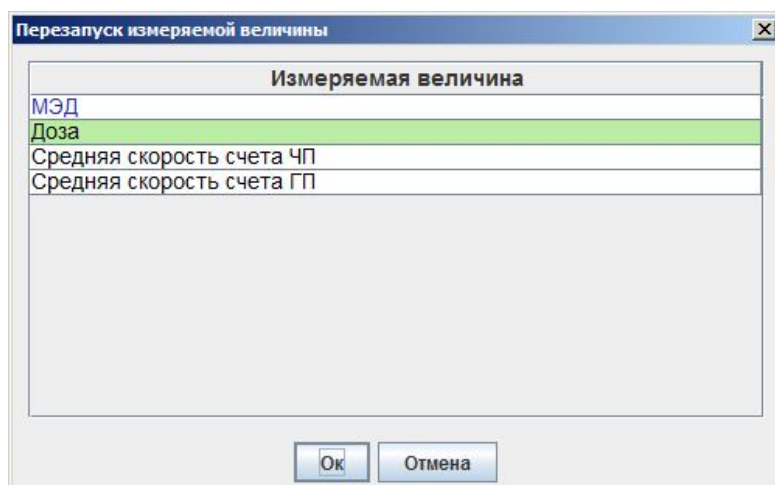 Перезапуск измеряемой величины
Измеряемая величина
МЭД
Доза
Средняя скорость счета ЧП
Средняя скорость счета ГП
Ок
Отмена